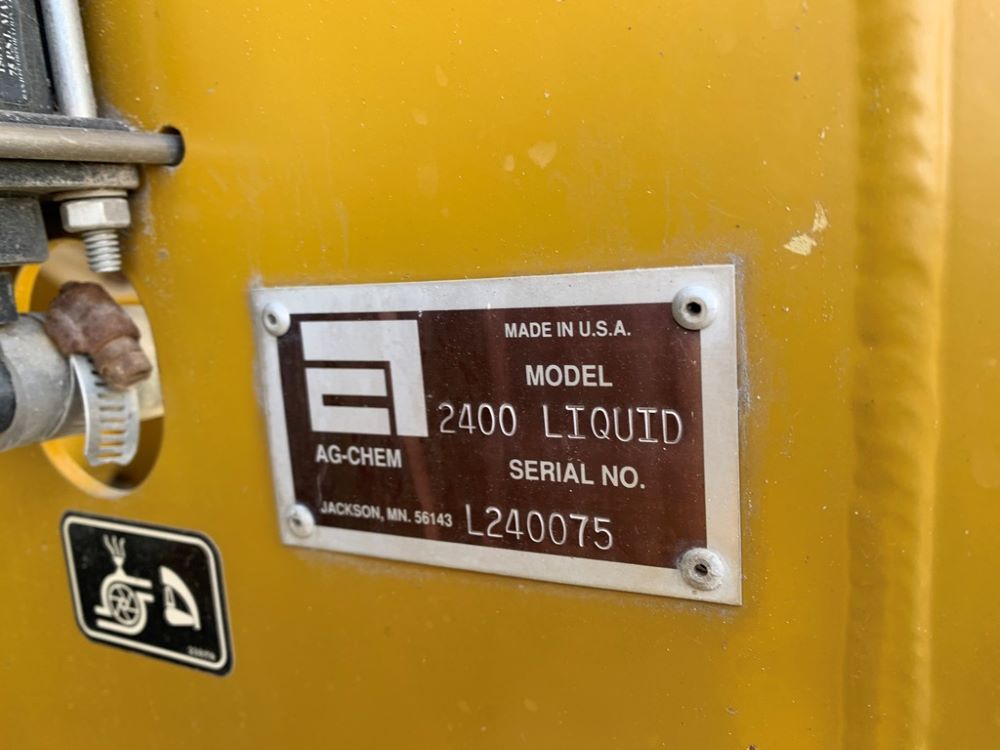 MADE IN U.S.A.
MODEL
2400 LIQUID
AG-CHEM
SERIAL NO.
JACKSON, MN. 56143 L240075